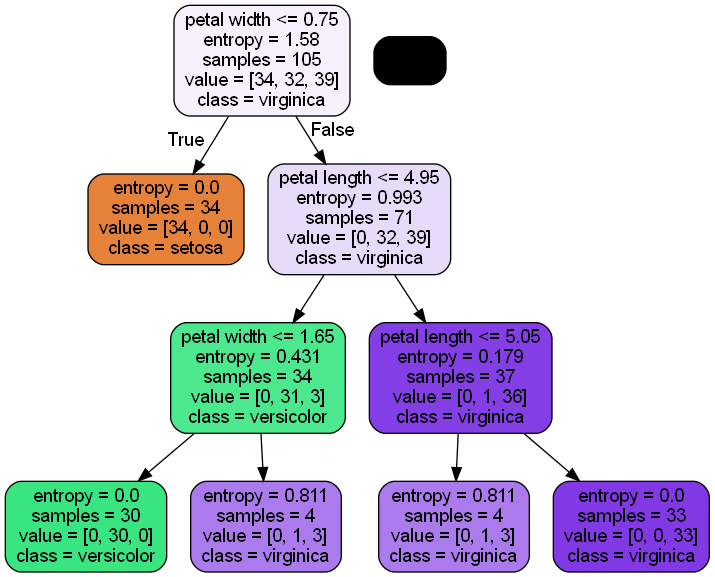 petal width <= 0.75
entropy = 1.58
samples = 105
value = [34, 32, 39]
class = virginica
True
False
entropy = 0.0
samples = 34
value = [34, 0, 0]
class = setosa
petal length <= 4.95
entropy = 0.993
samples = 71
value = [0, 32, 39]
class = virginica
petal width <= 1.65
entropy = 0.431
samples = 34
value = [0, 31, 3]
class = versicolor
petal length <= 5.05
entropy = 0.179
samples = 37
value = [0, 1, 36]
class = virginica
entropy = 0.0
samples = 30
value = [0, 30, 0]
class = versicolor
entropy = 0.811
samples = 4
value = [0, 1, 3]
class = virginica
entropy = 0.811
samples = 4
value = [0, 1, 3]
class = virginica
entropy = 0.0
samples = 33
value = [0, 0, 33]
class = virginica